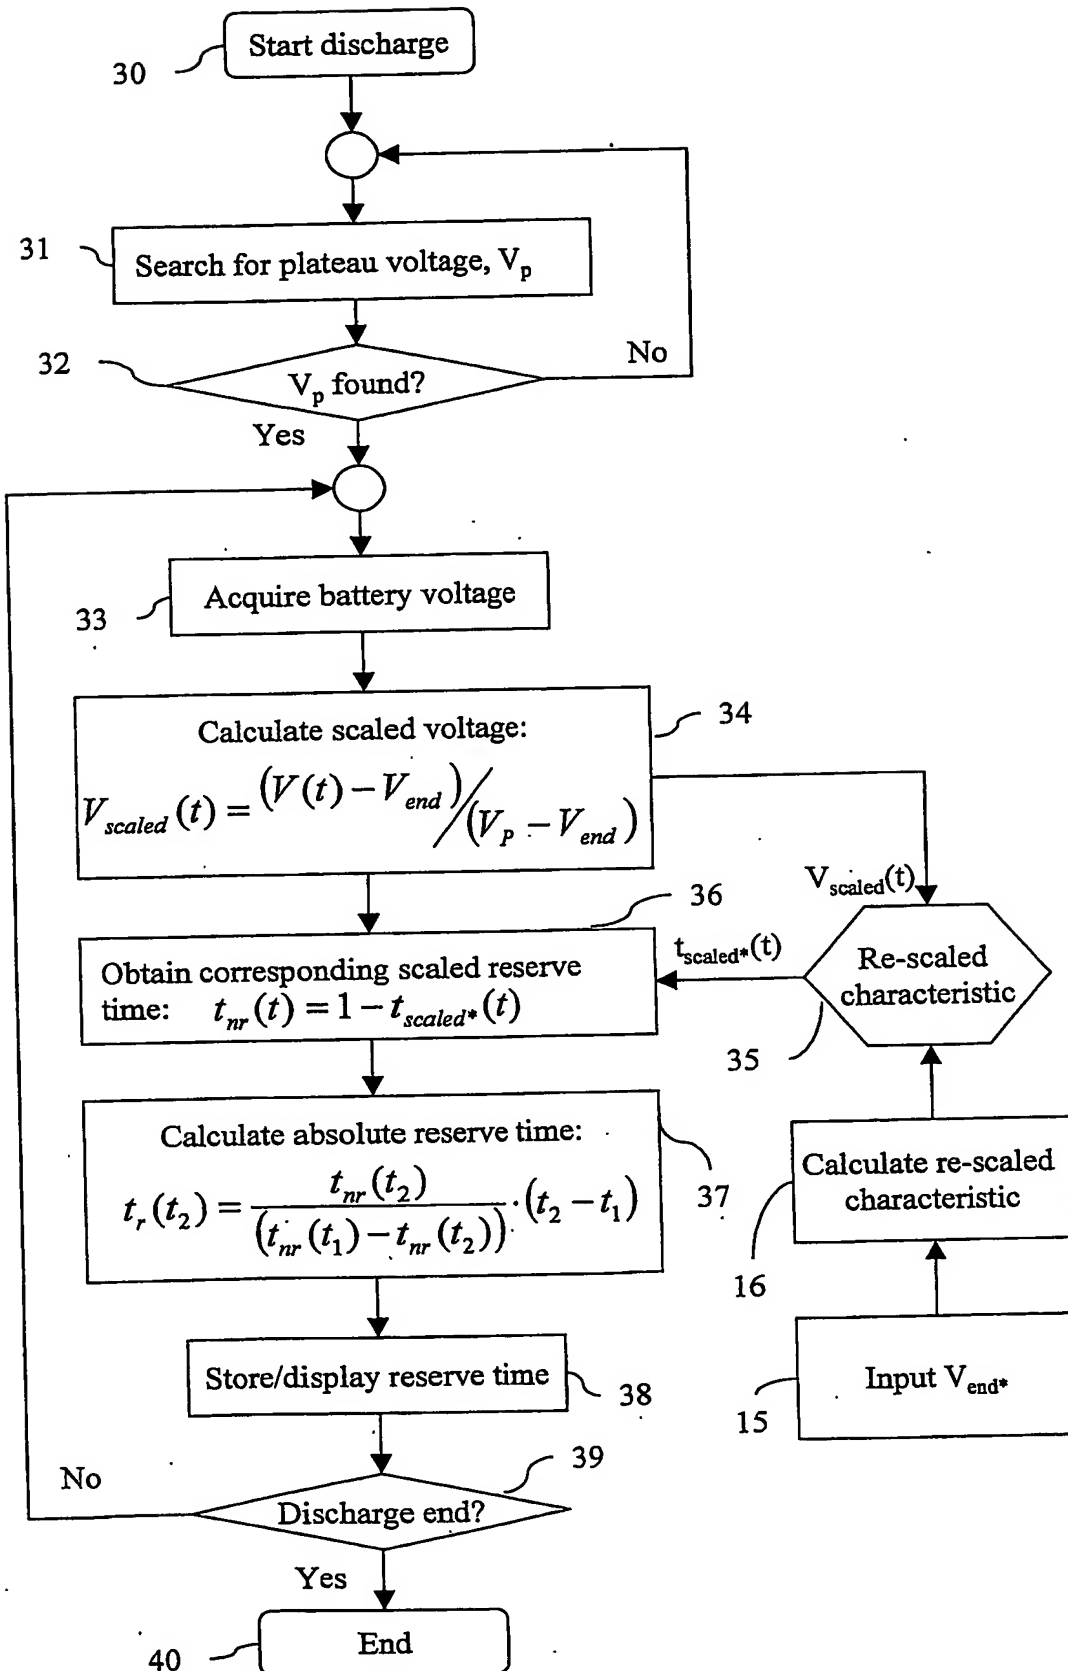 Start discharge
30
31
Search for plateau voltage, Vp
32
Vp found?
No
Yes
33
Acquire battery voltage
34
Calculate scaled voltage:
Vscaled(t) = (V(t) − Vend)/(VP − Vend)
Vscaled(t)
36
tscaled*(t)
Obtain corresponding scaled reserve
time: tnr(t) = 1 − tscaled*(t)
Re-scaled
characteristic
35
Calculate absolute reserve time:
tr(t2) = tnr(t2)/(tnr(t1) − tnr(t2)) · (t2 − t1)
37
Calculate re-scaled
characteristic
16
Store/display reserve time
38
Input Vend*
15
39
No
Discharge end?
Yes
End
40